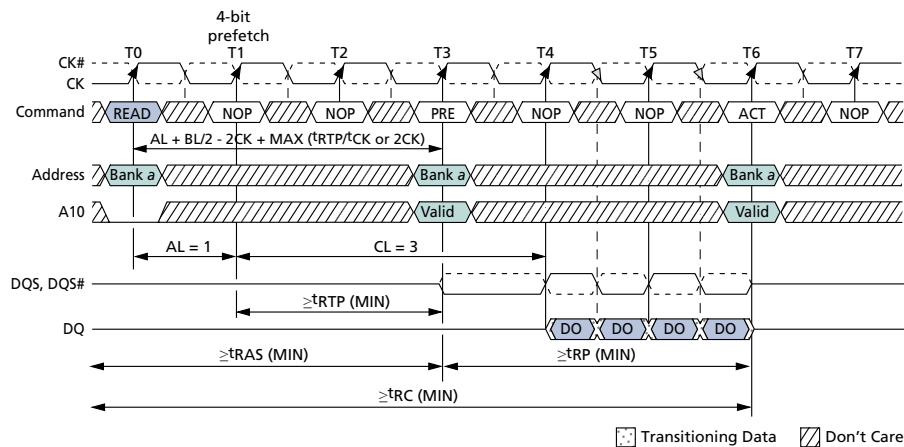 4-bit
prefetch
T0 T1 T2 T3 T4 T5 T6 T7
CK#
CK
Command READ NOP NOP PRE NOP NOP ACT NOP
AL + BL/2 - 2CK + MAX (tRTP/tCK or 2CK)
Address Bank a Bank a Bank a
A10 Valid Valid
AL = 1 CL = 3
DQS, DQS#
≥tRTP (MIN)
DQ DO DO DO DO
≥tRAS (MIN) ≥tRP (MIN)
≥tRC (MIN)
Transitioning Data Don't Care